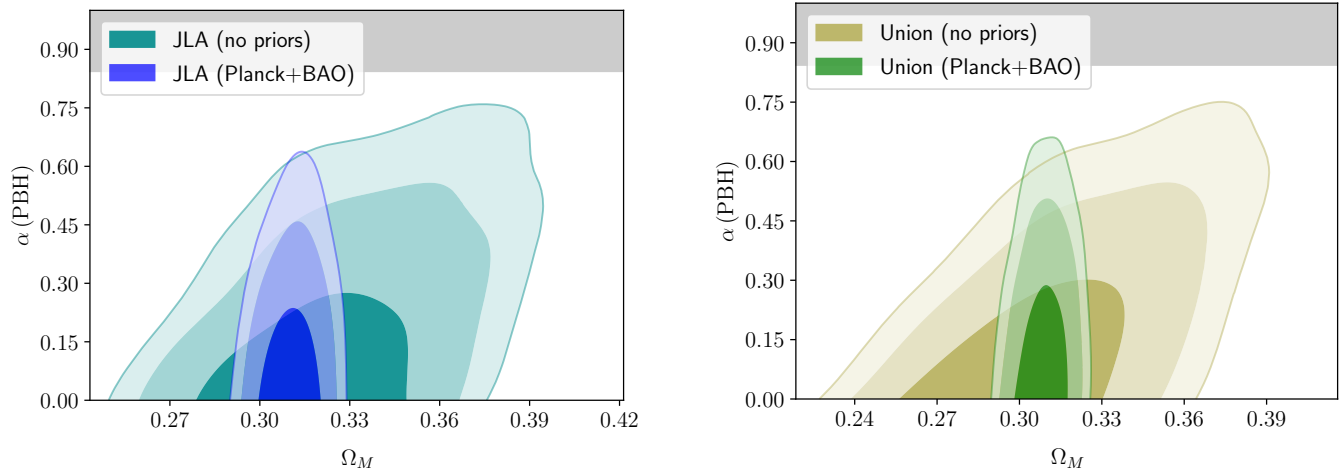 JLA (no priors)
JLA (Planck+BAO)
0.90
0.75
0.60
0.45
0.30
0.15
0.00
α (PBH)
0.27 0.30 0.33 0.36 0.39 0.42
Ω_M
Union (no priors)
Union (Planck+BAO)
0.90
0.75
0.60
0.45
0.30
0.15
0.00
α (PBH)
0.24 0.27 0.30 0.33 0.36 0.39
Ω_M